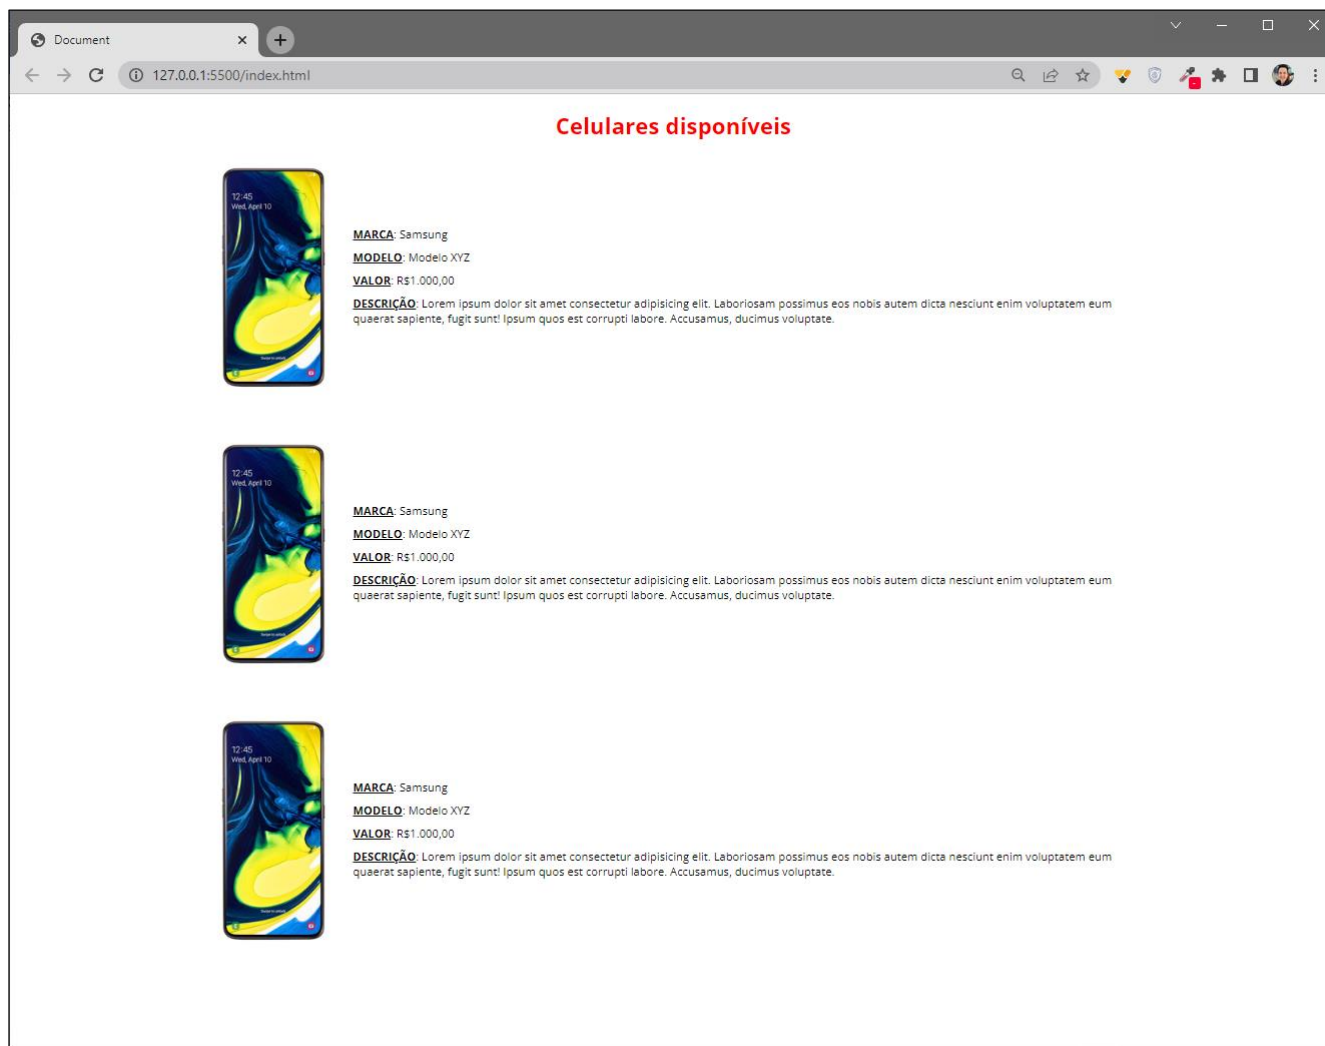 Document
127.0.0.1:5500/index.html
Celulares disponíveis
12:45
Wed, April 10
MARCA: Samsung
MODELO: Modelo XYZ
VALOR: R$1.000,00
DESCRIÇÃO: Lorem ipsum dolor sit amet consectetur adipisicing elit. Laboriosam possimus eos nobis autem dicta nesciunt enim voluptatem eum
quaerat sapiente, fugit sunt! Ipsum quos est corrupti labore. Accusamus, ducimus voluptate.
12:45
Wed, April 10
MARCA: Samsung
MODELO: Modelo XYZ
VALOR: R$1.000,00
DESCRIÇÃO: Lorem ipsum dolor sit amet consectetur adipisicing elit. Laboriosam possimus eos nobis autem dicta nesciunt enim voluptatem eum
quaerat sapiente, fugit sunt! Ipsum quos est corrupti labore. Accusamus, ducimus voluptate.
12:45
Wed, April 10
MARCA: Samsung
MODELO: Modelo XYZ
VALOR: R$1.000,00
DESCRIÇÃO: Lorem ipsum dolor sit amet consectetur adipisicing elit. Laboriosam possimus eos nobis autem dicta nesciunt enim voluptatem eum
quaerat sapiente, fugit sunt! Ipsum quos est corrupti labore. Accusamus, ducimus voluptate.